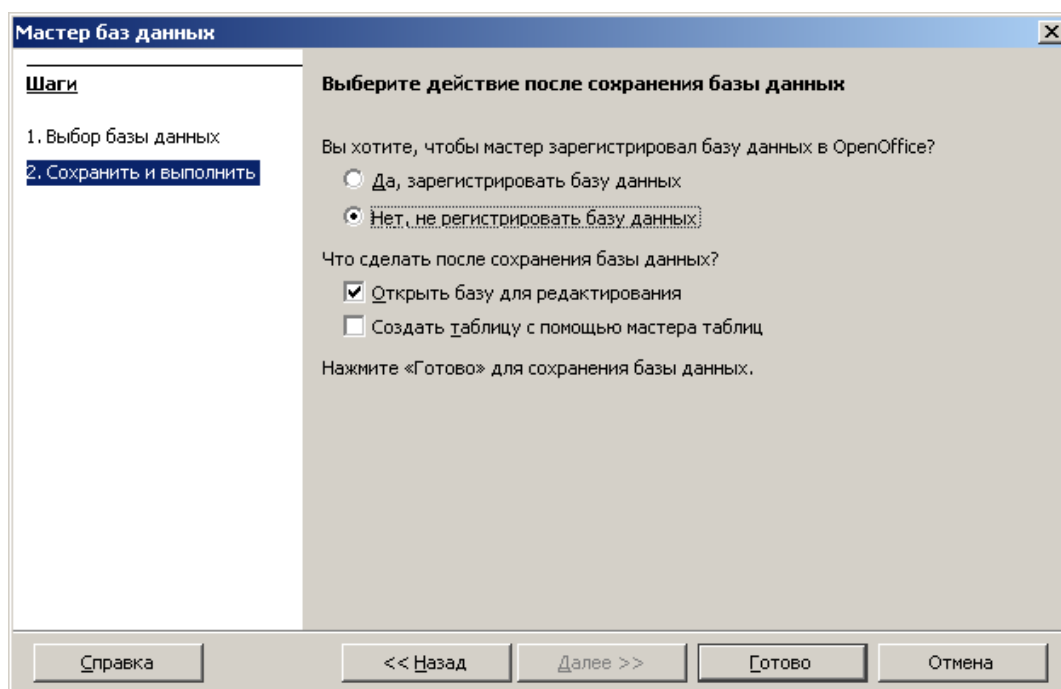 Мастер баз данных
Шаги
1. Выбор базы данных
2. Сохранить и выполнить
Выберите действие после сохранения базы данных
Вы хотите, чтобы мастер зарегистрировал базу данных в OpenOffice?
Да, зарегистрировать базу данных
Нет, не регистрировать базу данных
Что сделать после сохранения базы данных?
Открыть базу для редактирования
Создать таблицу с помощью мастера таблиц
Нажмите «Готово» для сохранения базы данных.
Справка
<< Назад
Далее >>
Готово
Отмена